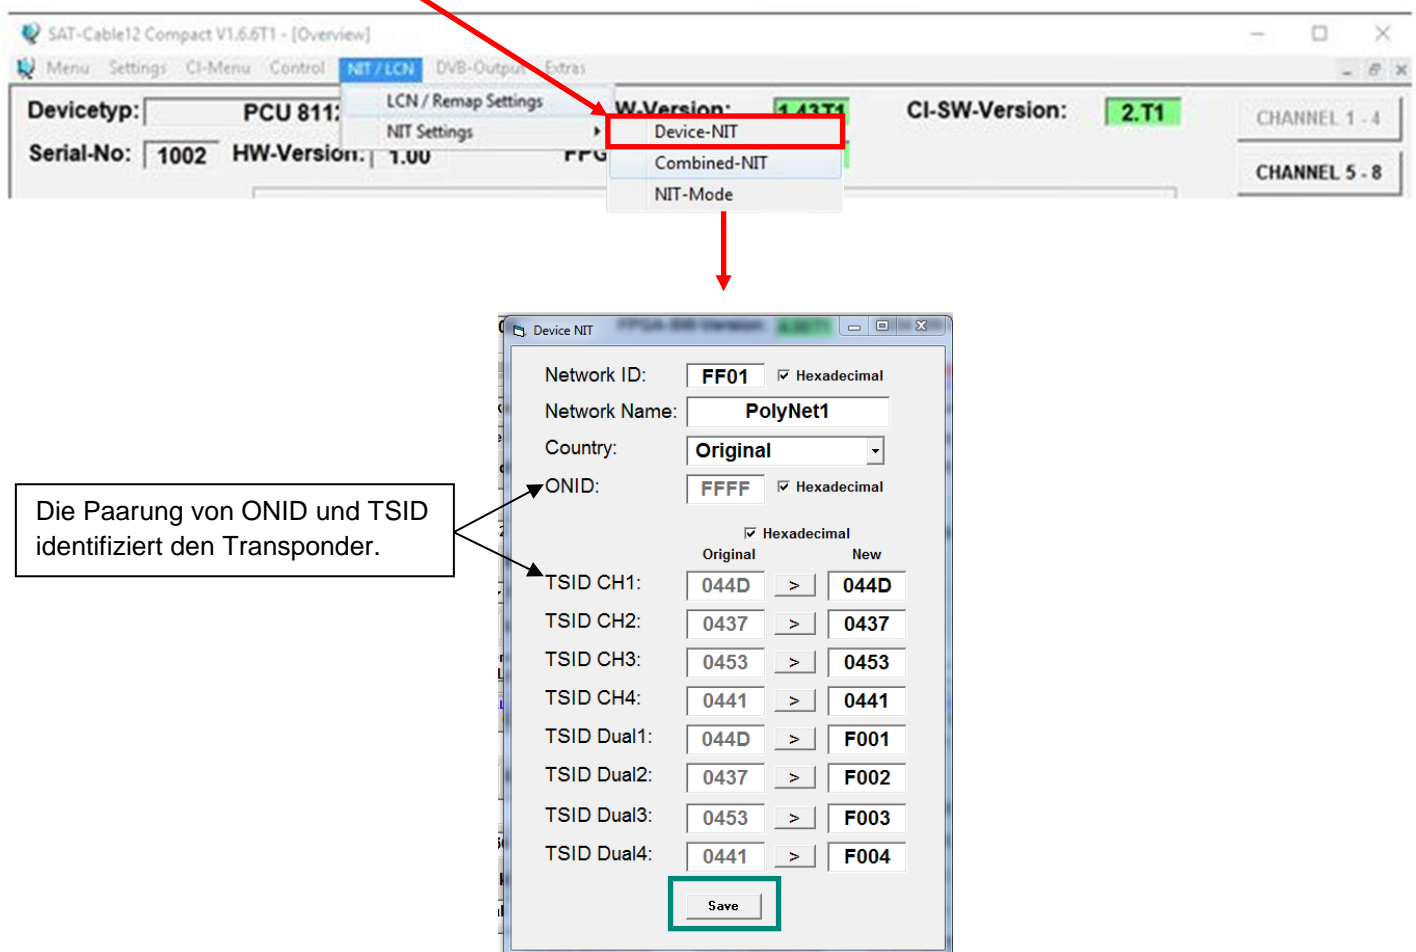 SAT-Cable12 Compact V1.6.6T1 - [Overview]
Menu Settings CI-Menu Control NIT/LCN DVB-Output Extras
LCN / Remap Settings
NIT Settings
Device-NIT
Combined-NIT
NIT-Mode
Devicetyp: PCU 811 W-Version: 1.43T1 CI-SW-Version: 2.T1
Serial-No: 1002 HW-Version: 1.00
CHANNEL 1 - 4
CHANNEL 5 - 8
Device NIT
Network ID: FF01 Hexadecimal
Network Name: PolyNet1
Country: Original
ONID: FFFF Hexadecimal
Hexadecimal
Original New
TSID CH1: 044D > 044D
TSID CH2: 0437 > 0437
TSID CH3: 0453 > 0453
TSID CH4: 0441 > 0441
TSID Dual1: 044D > F001
TSID Dual2: 0437 > F002
TSID Dual3: 0453 > F003
TSID Dual4: 0441 > F004
Save
Die Paarung von ONID und TSID
identifiziert den Transponder.